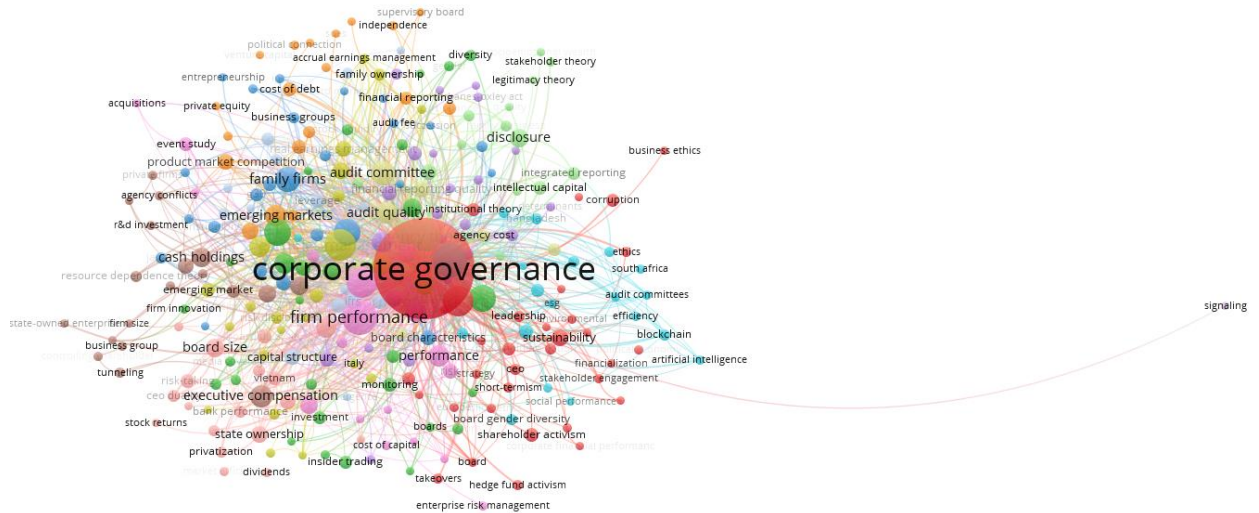 supervisory board
independence
political connection
accrual earnings management
diversity
stakeholder theory
entrepreneurship
family ownership
legitimacy theory
cost of debt
acquisitions
private equity
financial reporting
business groups
audit fee
event study
disclosure
business ethics
product market competition
audit committee
family firms
integrated reporting
agency conflicts
financial reporting quality
intellectual capital
leverage
corruption
emerging markets
audit quality
institutional theory
bangladesh
r&d investment
agency cost
ethics
cash holdings
corporate governance
south africa
resource dependence theory
emerging market
audit committees
esg
signaling
firm innovation
firm performance
leadership
efficiency
state-owned enterprise
firm size
board characteristics
sustainability
blockchain
business group
board size
capital structure
performance
artificial intelligence
italy
financialization
tunneling
vietnam
strategy
ceo
stakeholder engagement
monitoring
short-termism
executive compensation
social performance
bank performance
investment
board gender diversity
stock returns
boards
state ownership
shareholder activism
privatization
cost of capital
insider trading
board
dividends
takeovers
hedge fund activism
enterprise risk management